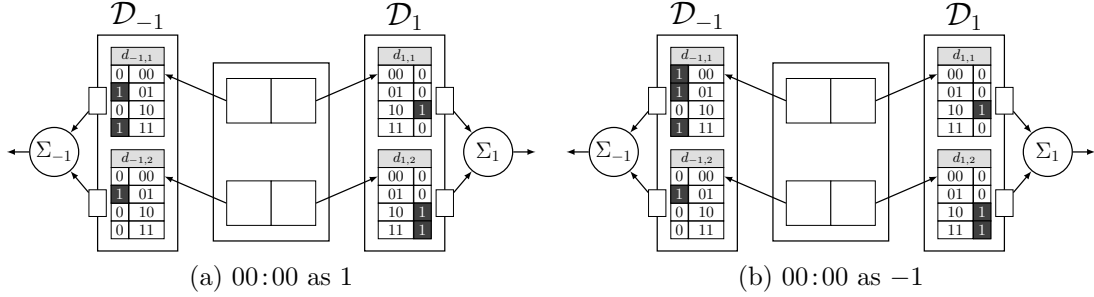 𝒟₋₁ 𝒟₁ 𝒟₋₁ 𝒟₁
d₋₁,₁ d₁,₁ d₋₁,₁ d₁,₁
0 00 00 0 1 00 00 0
1 01 01 0 1 01 01 0
0 10 10 1 0 10 10 1
1 11 11 0 1 11 11 0
Σ₋₁ Σ₁ Σ₋₁ Σ₁
d₋₁,₂ d₁,₂ d₋₁,₂ d₁,₂
0 00 00 0 0 00 00 0
1 01 01 0 1 01 01 0
0 10 10 1 0 10 10 1
0 11 11 1 0 11 11 1
(a) 00:00 as 1 (b) 00:00 as −1